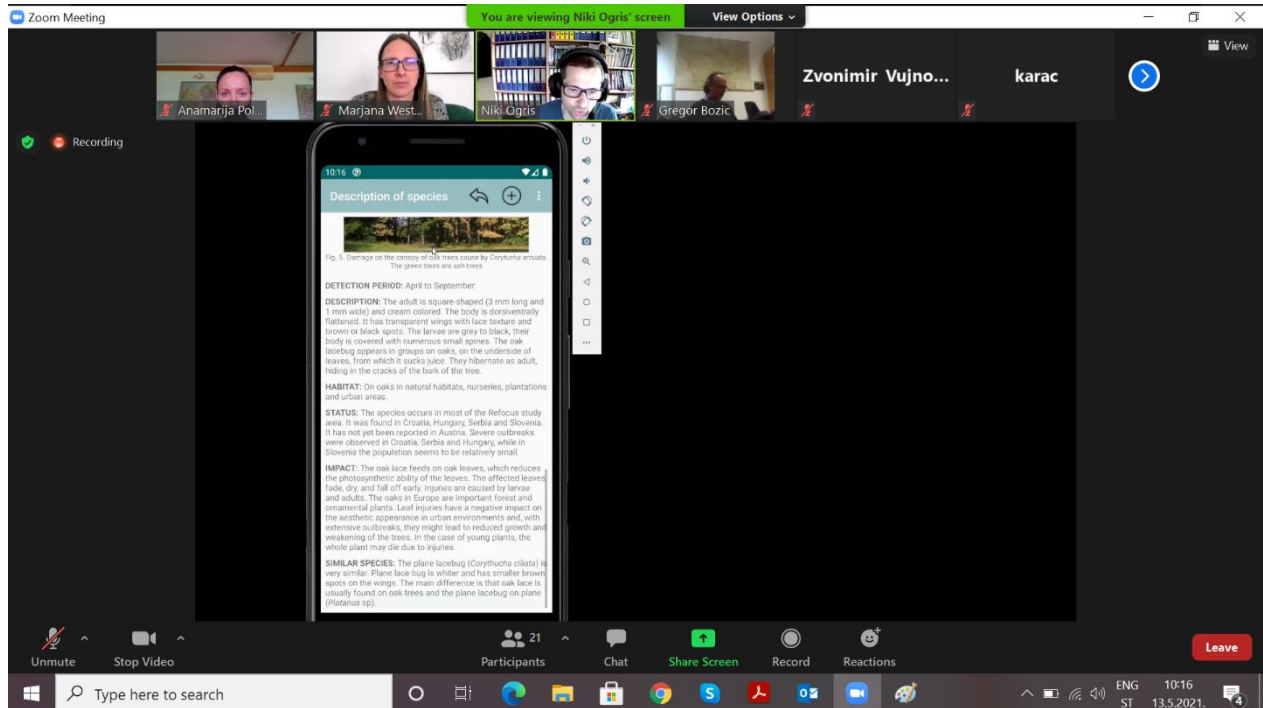 Zoom Meeting
You are viewing Niki Ogris' screen
View Options
View
Anamarija Pol...
Marjana West...
Niki Ogris
Gregor Bozic
Zvonimir Vujno...
karac
Recording
10:16
Description of species
Fig. 5. Damage on the canopy of oak trees cause by Corytucha arcuata.
The green trees are ash trees
DETECTION PERIOD: April to September
DESCRIPTION: The adult is square-shaped (3 mm long and
1 mm wide) and cream colored. The body is dorsiventrally
flattened. It has transparent wings with lace texture and
brown or black spots. The larvae are grey to black, their
body is covered with numerous small spines. The oak
lacebug appears in groups on oaks, on the underside of
leaves, from which it sucks juice. They hibernate as adult,
hiding in the cracks of the bark of the tree.
HABITAT: On oaks in natural habitats, nurseries, plantations
and urban areas.
STATUS: The species occurs in most of the Refocus study
area. It was found in Croatia, Hungary, Serbia and Slovenia.
It has not yet been reported in Austria. Severe outbreaks
were observed in Croatia, Serbia and Hungary, while in
Slovenia the population seems to be relatively small.
IMPACT: The oak lace feeds on oak leaves, which reduces
the photosynthetic ability of the leaves. The affected leaves
fade, dry, and fall off early. Injuries are caused by larvae
and adults. The oaks in Europe are important forest and
ornamental plants. Leaf injuries have a negative impact on
the aesthetic appearance in urban environments and, with
extensive outbreaks, they might lead to reduced growth and
weakening of the trees. In the case of young plants, the
whole plant may die due to injuries.
SIMILAR SPECIES: The plane lacebug (Corythucha ciliata) is
very similar. Plane lace bug is whiter and has smaller brown
spots on the wings. The main difference is that oak lace is
usually found on oak trees and the plane lacebug on plane
(Platanus sp).
Unmute
Stop Video
21
Participants
Chat
Share Screen
Record
Reactions
Leave
Type here to search
ENG
ST
10:16
13.5.2021.
4